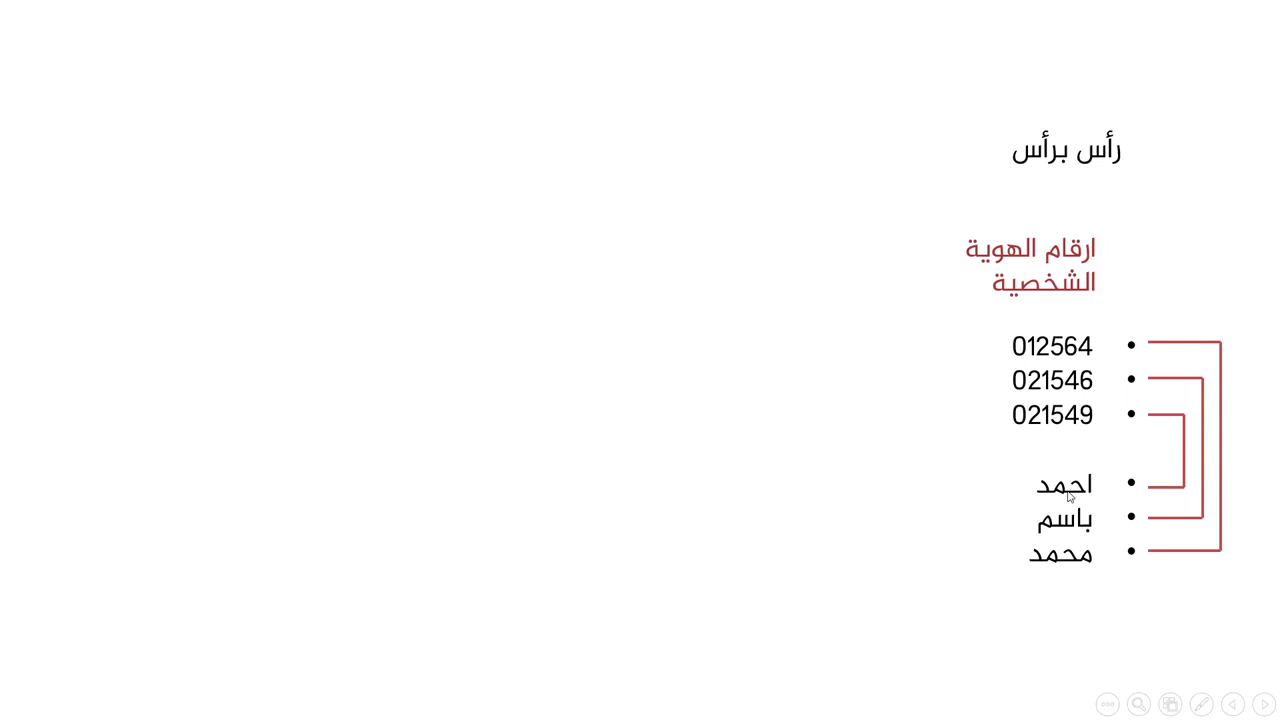 رأس برأس
ارقام الهوية
الشخصية
012564
021546
021549
احمد
باسم
محمد